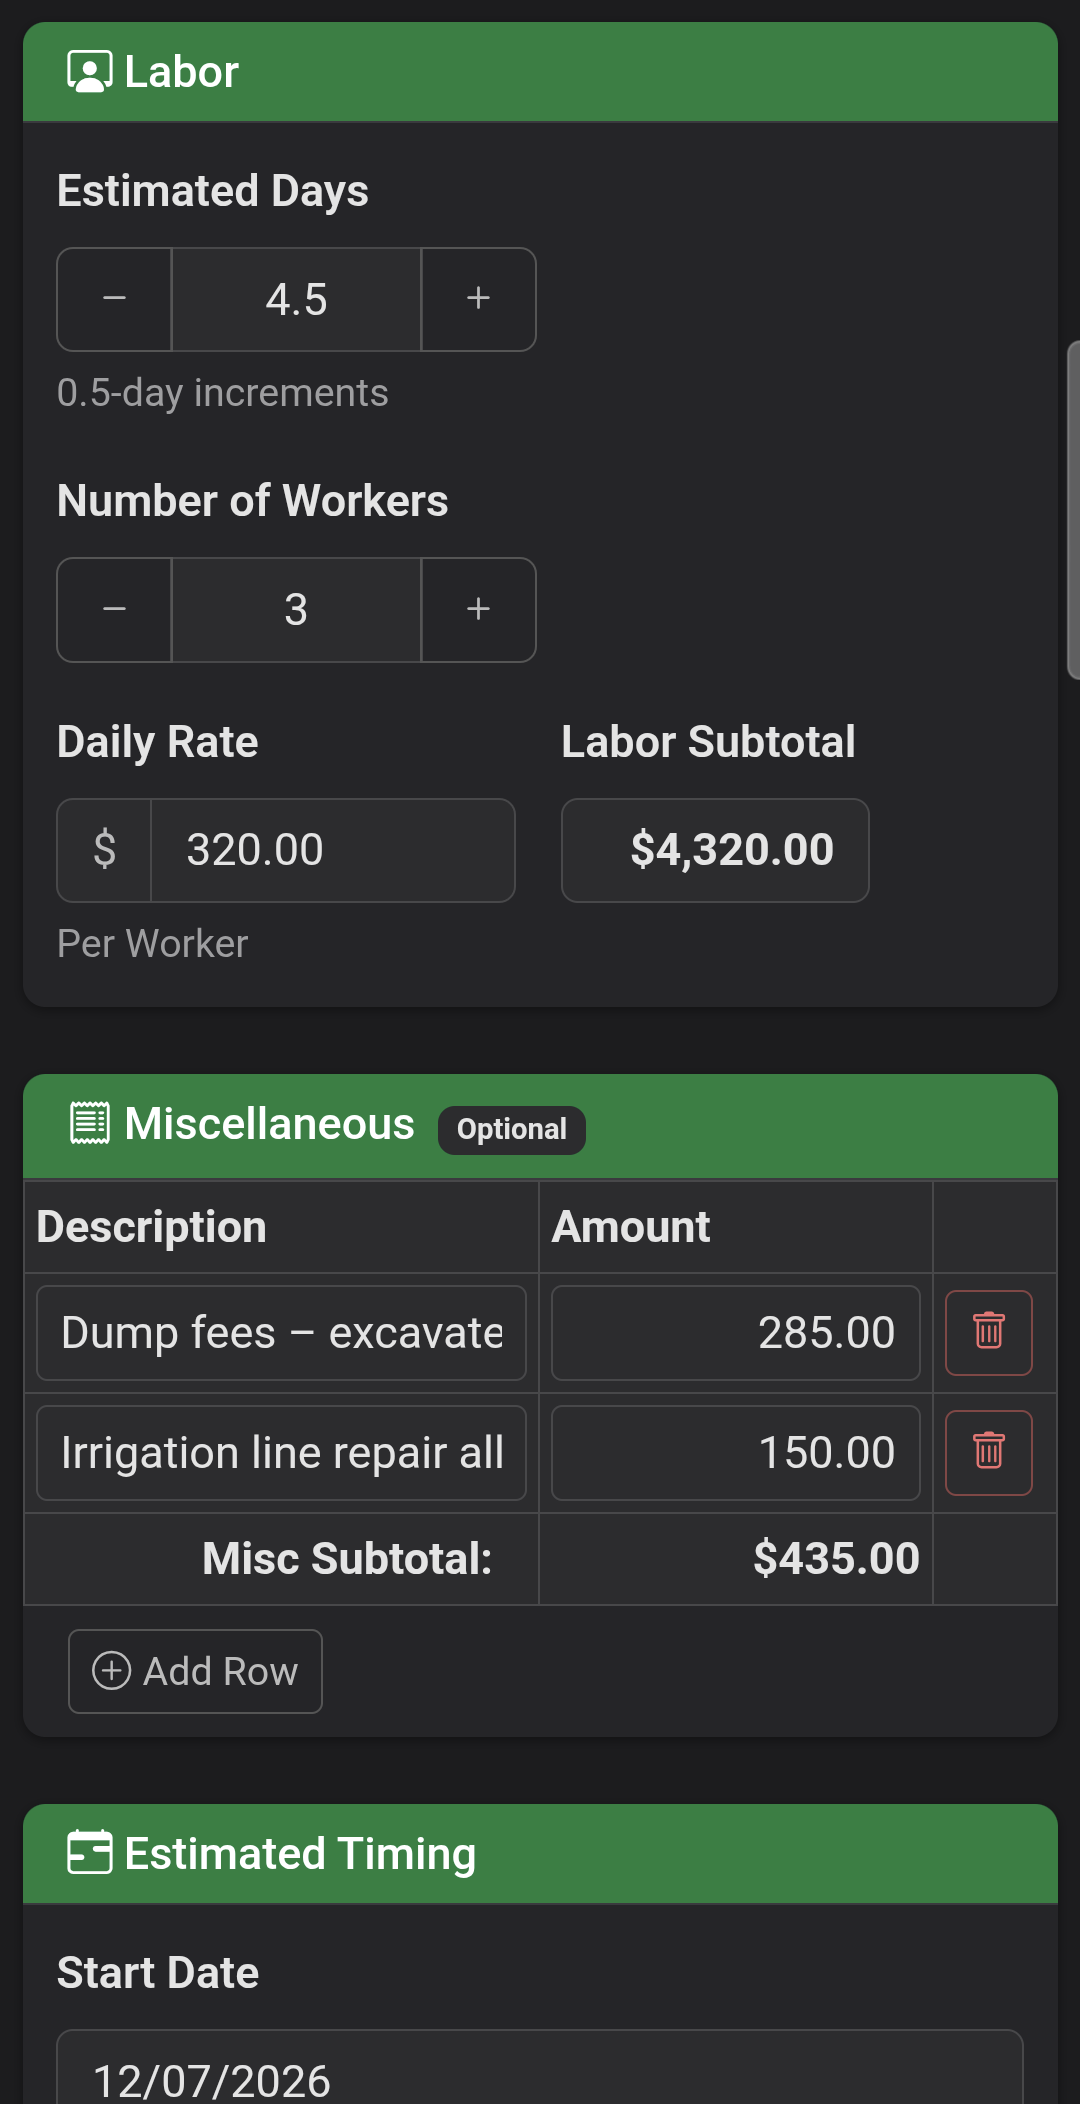 Labor
Estimated Days
− 4.5 +
0.5-day increments
Number of Workers
− 3 +
Daily Rate Labor Subtotal
$ 320.00 $4,320.00
Per Worker
Miscellaneous Optional
Description Amount
Dump fees – excavate 285.00
Irrigation line repair all 150.00
Misc Subtotal: $435.00
Add Row
Estimated Timing
Start Date
12/07/2026